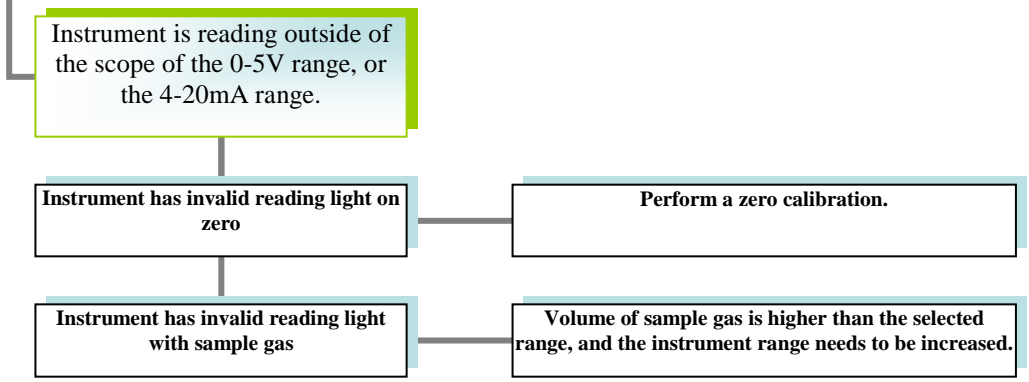 Instrument is reading outside of
the scope of the 0-5V range, or
the 4-20mA range.
Instrument has invalid reading light on
zero
Perform a zero calibration.
Instrument has invalid reading light
with sample gas
Volume of sample gas is higher than the selected
range, and the instrument range needs to be increased.